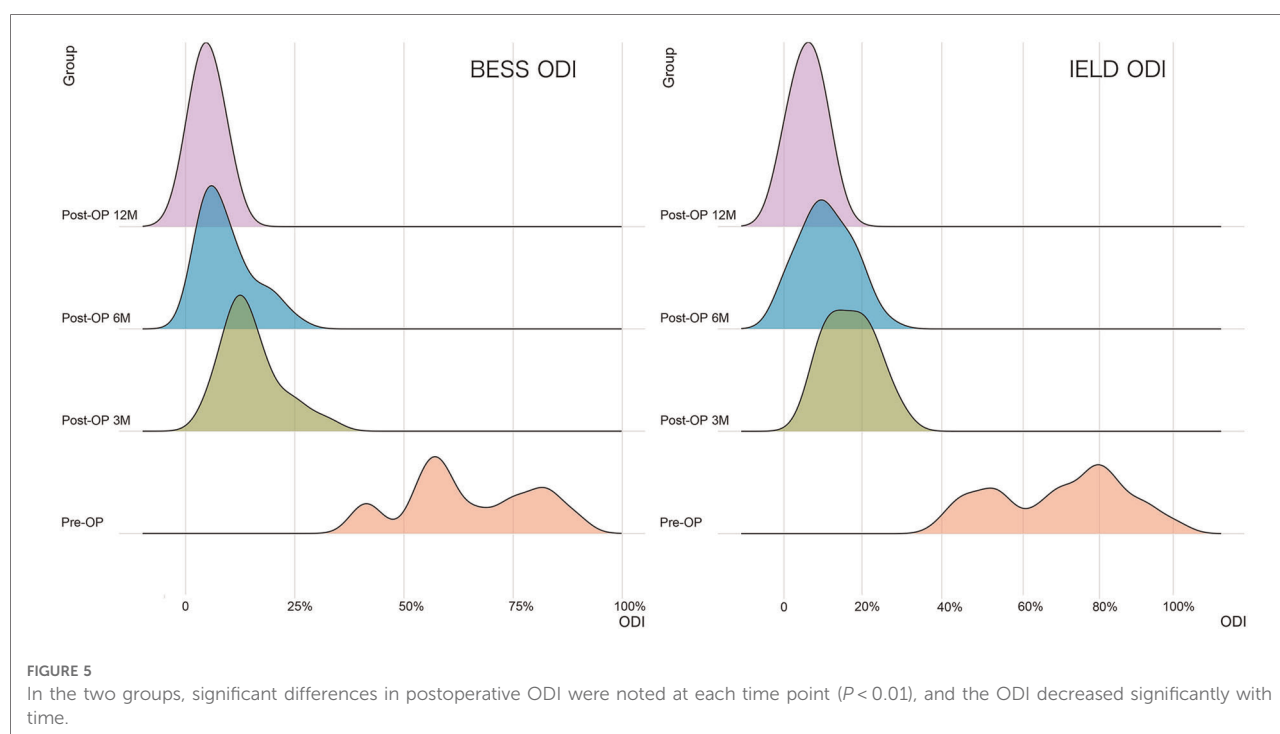 Group
BESS ODI
Post-OP 12M
Post-OP 6M
Post-OP 3M
Pre-OP
0 25% 50% 75% 100%
ODI
Group
IELD ODI
Post-OP 12M
Post-OP 6M
Post-OP 3M
Pre-OP
0 20% 40% 60% 80% 100%
ODI
FIGURE 5
In the two groups, significant differences in postoperative ODI were noted at each time point (P < 0.01), and the ODI decreased significantly with
time.